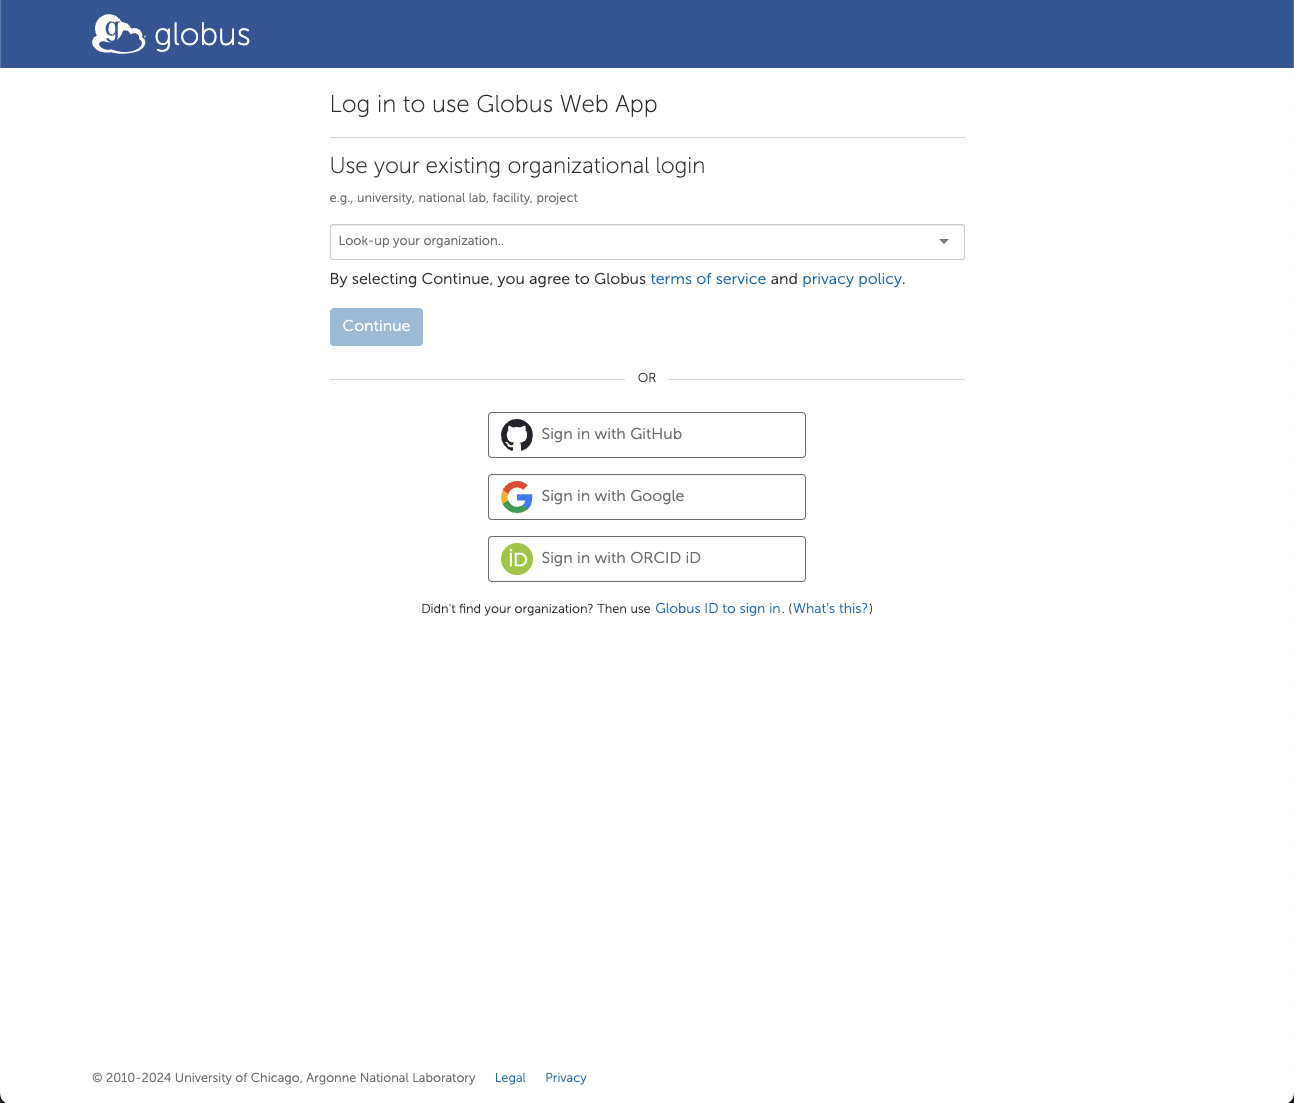 globus
Log in to use Globus Web App
Use your existing organizational login
e.g., university, national lab, facility, project
Look-up your organization..
By selecting Continue, you agree to Globus terms of service and privacy policy.
Continue
OR
Sign in with GitHub
Sign in with Google
iD Sign in with ORCID iD
Didn't find your organization? Then use Globus ID to sign in. (What's this?)
© 2010-2024 University of Chicago, Argonne National Laboratory Legal Privacy